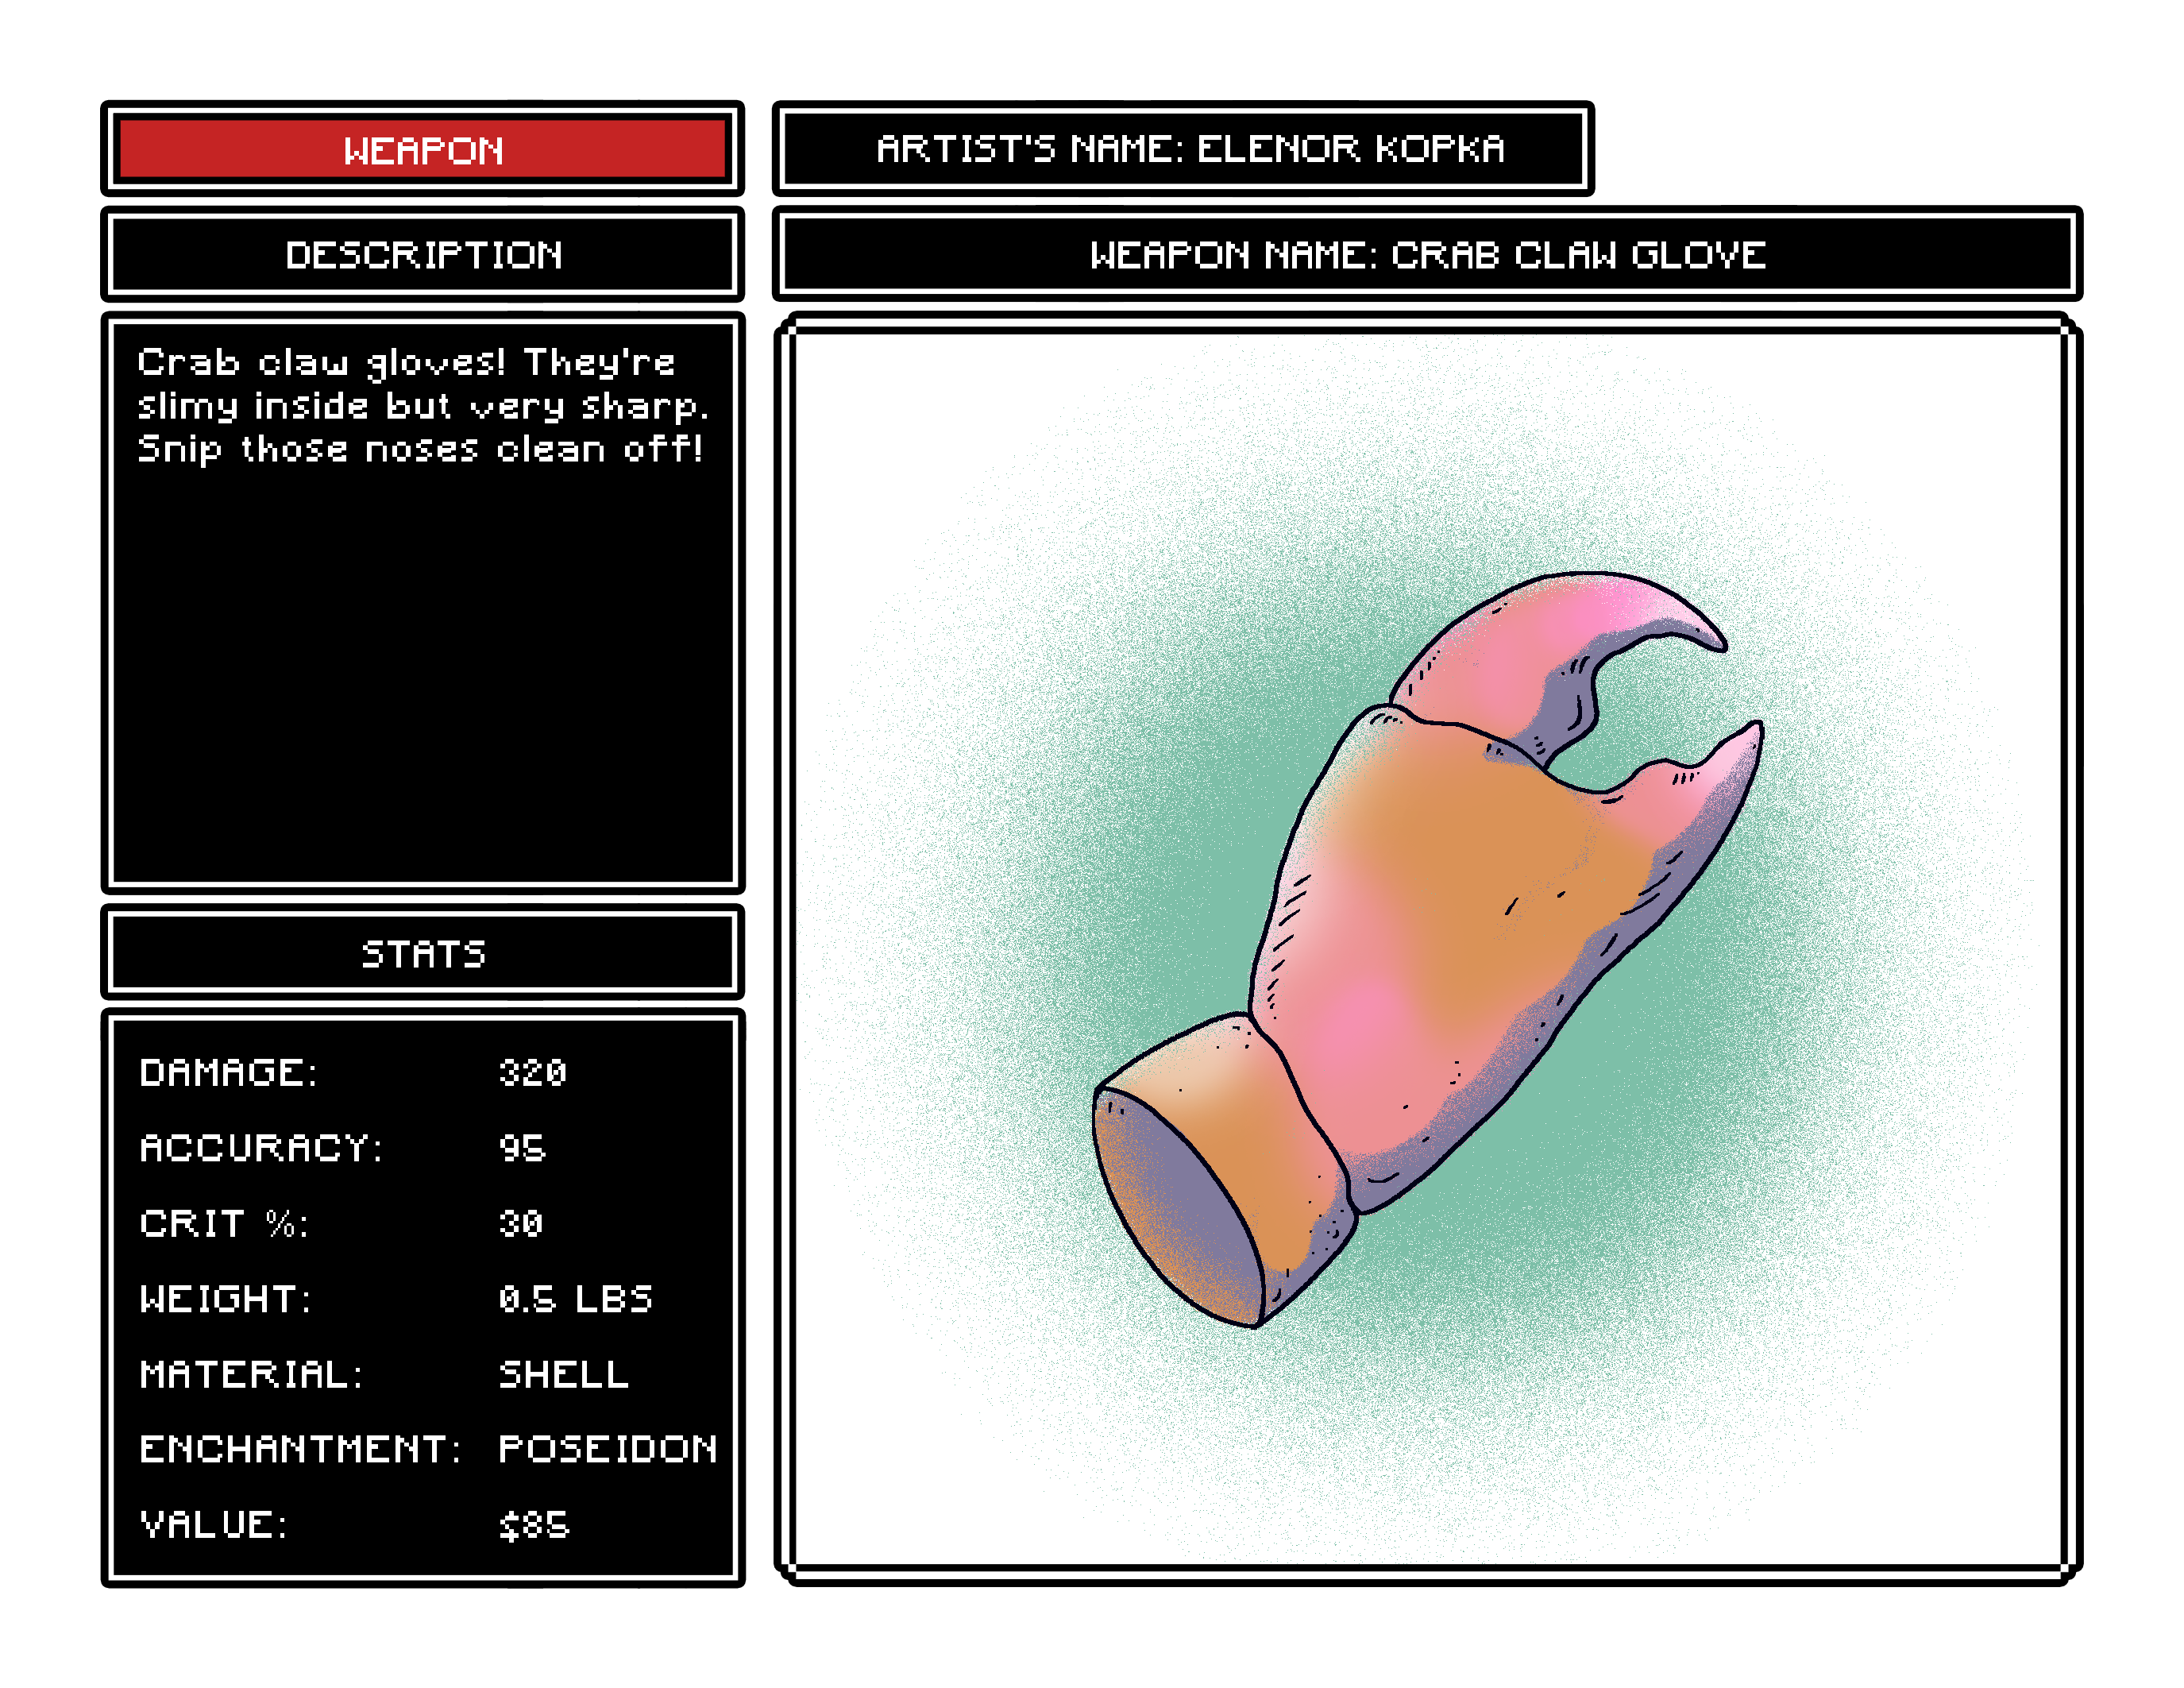 WEAPON
DESCRIPTION
Crab claw gloves! They're
slimy inside but very sharp.
Snip those noses clean off!
STATS
DAMAGE: 320
ACCURACY: 95
CRIT %: 30
WEIGHT: 0.5 LBS
MATERIAL: SHELL
ENCHANTMENT: POSEIDON
VALUE: $85
ARTIST'S NAME: ELENOR KOPKA
WEAPON NAME: CRAB CLAW GLOVE